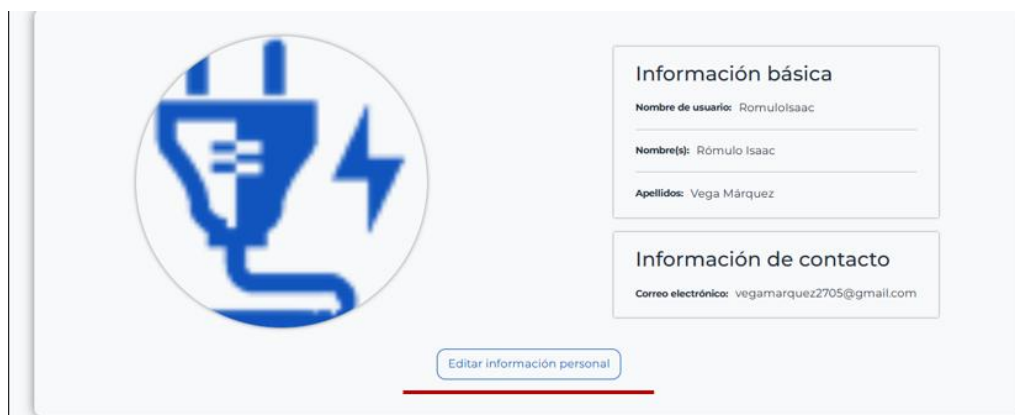 Información básica
Nombre de usuario: RomuloIsaac
Nombre(s): Rómulo Isaac
Apellidos: Vega Márquez
Información de contacto
Correo electrónico: vegamarquez2705@gmail.com
Editar información personal